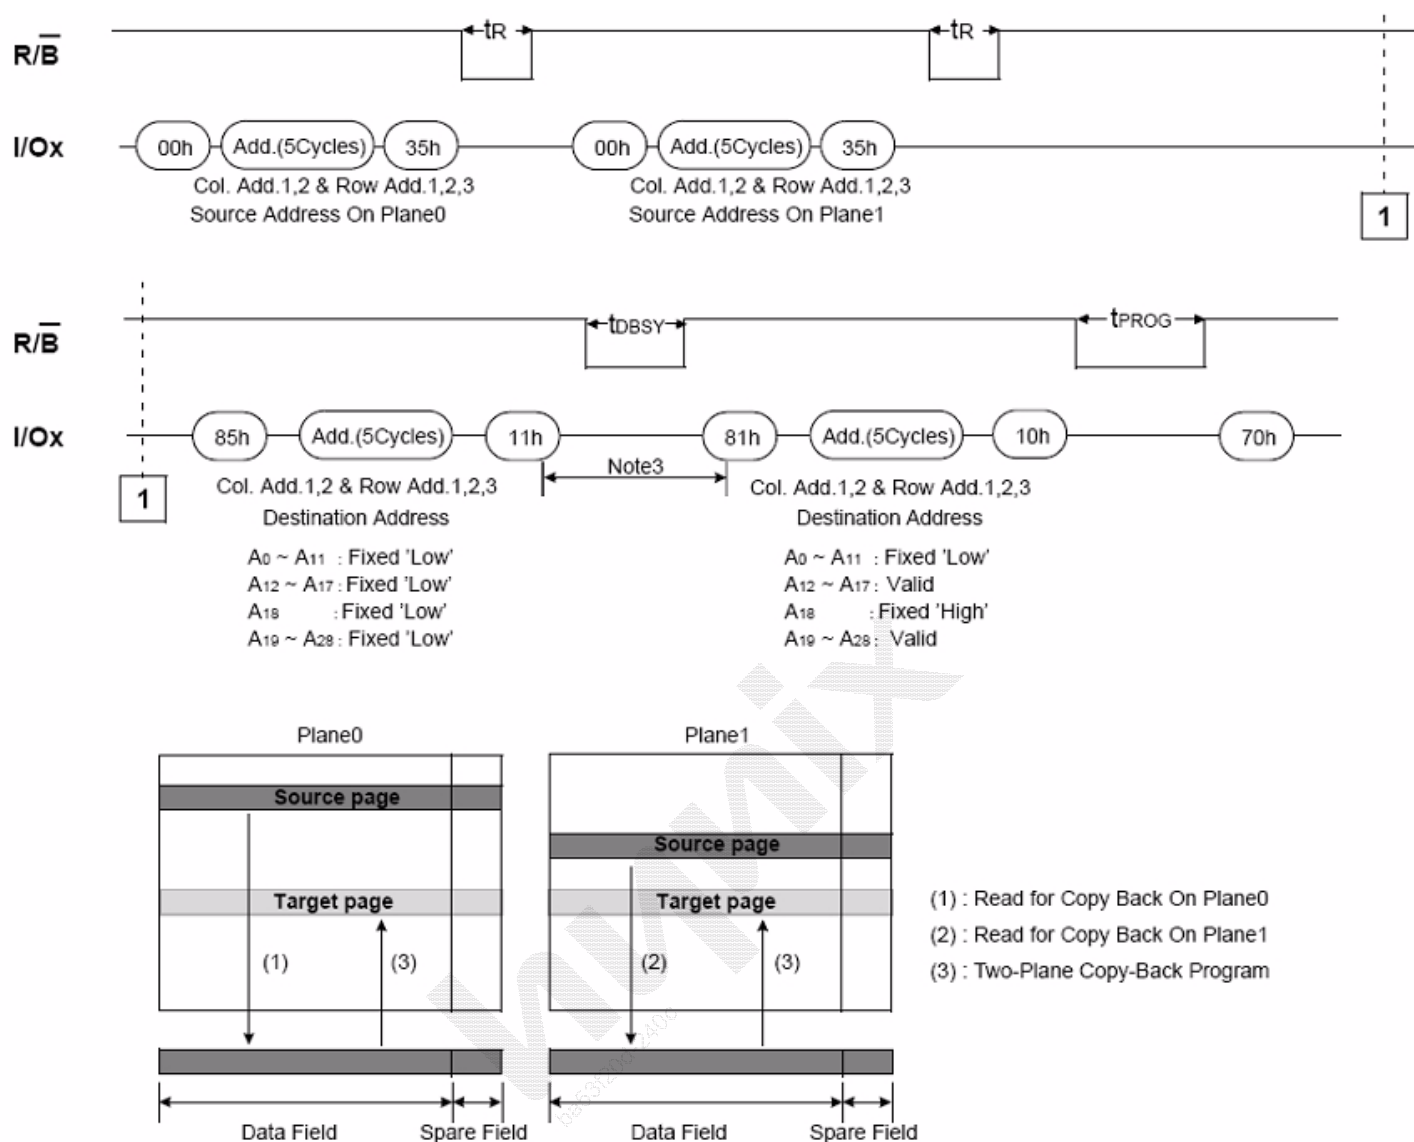 tR tR
R/B
I/Ox 00h Add.(5Cycles) 35h 00h Add.(5Cycles) 35h
Col. Add.1,2 & Row Add.1,2,3 Col. Add.1,2 & Row Add.1,2,3
Source Address On Plane0 Source Address On Plane1
1
tDBSY tPROG
R/B
I/Ox 85h Add.(5Cycles) 11h 81h Add.(5Cycles) 10h 70h
Note3
1
Col. Add.1,2 & Row Add.1,2,3 Col. Add.1,2 & Row Add.1,2,3
Destination Address Destination Address
A0 ~ A11 : Fixed 'Low' A0 ~ A11 : Fixed 'Low'
A12 ~ A17 : Fixed 'Low' A12 ~ A17 : Valid
A18 : Fixed 'Low' A18 : Fixed 'High'
A19 ~ A28 : Fixed 'Low' A19 ~ A28 : Valid
Plane0 Plane1
Source page
Source page
Target page Target page
(1) : Read for Copy Back On Plane0
(2) : Read for Copy Back On Plane1
(1) (3) (2) (3)
(3) : Two-Plane Copy-Back Program
Data Field Spare Field Data Field Spare Field